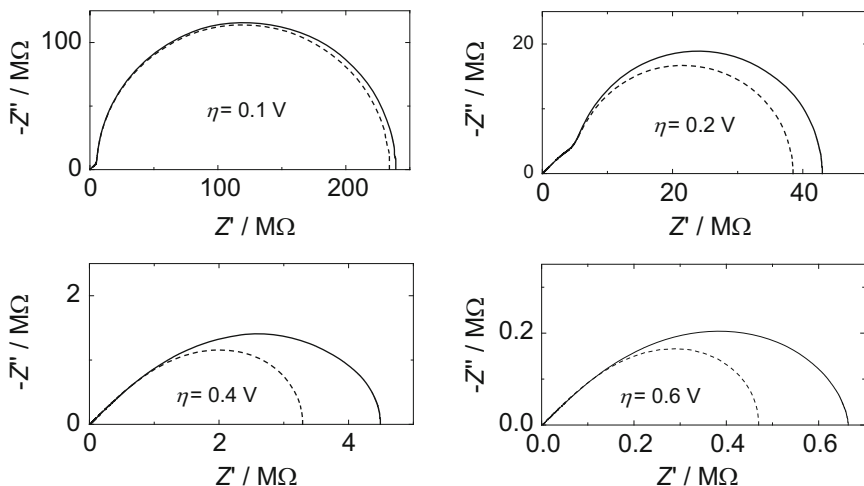 100
0
-Z" / MΩ
η = 0.1 V
0 100 200
Z' / MΩ
20
0
-Z" / MΩ
η = 0.2 V
0 20 40
Z' / MΩ
2
0
-Z" / MΩ
η = 0.4 V
0 2 4
Z' / MΩ
0.2
0.0
-Z" / MΩ
η = 0.6 V
0.0 0.2 0.4 0.6
Z' / MΩ